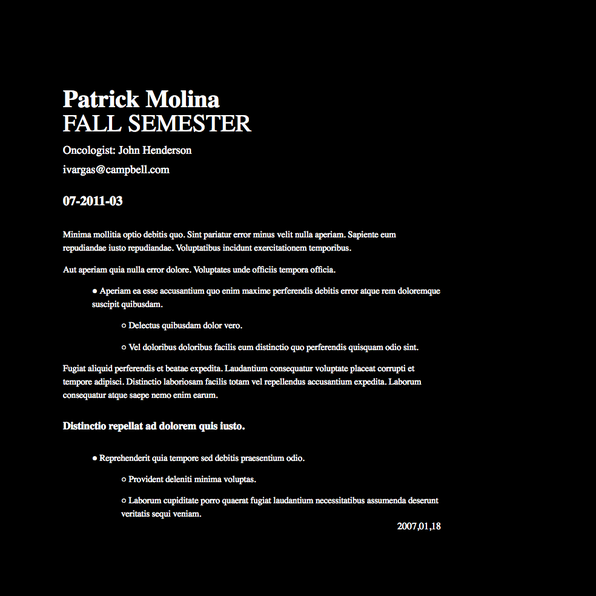 Patrick Molina
FALL SEMESTER
Oncologist: John Henderson
ivargas@campbell.com
07-2011-03
Minima mollitia optio debitis quo. Sint pariatur error minus velit nulla aperiam. Sapiente eum
repudiandae iusto repudiandae. Voluptatibus incidunt exercitationem temporibus.
Aut aperiam quia nulla error dolore. Voluptates unde officiis tempora officia.
● Aperiam ea esse accusantium quo enim maxime perferendis debitis error atque rem doloremque
suscipit quibusdam.
○ Delectus quibusdam dolor vero.
○ Vel doloribus doloribus facilis eum distinctio quo perferendis quisquam odio sint.
Fugiat aliquid perferendis et beatae expedita. Laudantium consequatur voluptate placeat corrupti et
tempore adipisci. Distinctio laboriosam facilis totam vel repellendus accusantium expedita. Laborum
consequatur atque saepe nemo enim earum.
Distinctio repellat ad dolorem quis iusto.
● Reprehenderit quia tempore sed debitis praesentium odio.
○ Provident deleniti minima voluptas.
○ Laborum cupiditate porro quaerat fugiat laudantium necessitatibus assumenda deserunt
veritatis sequi veniam.
2007,01,18